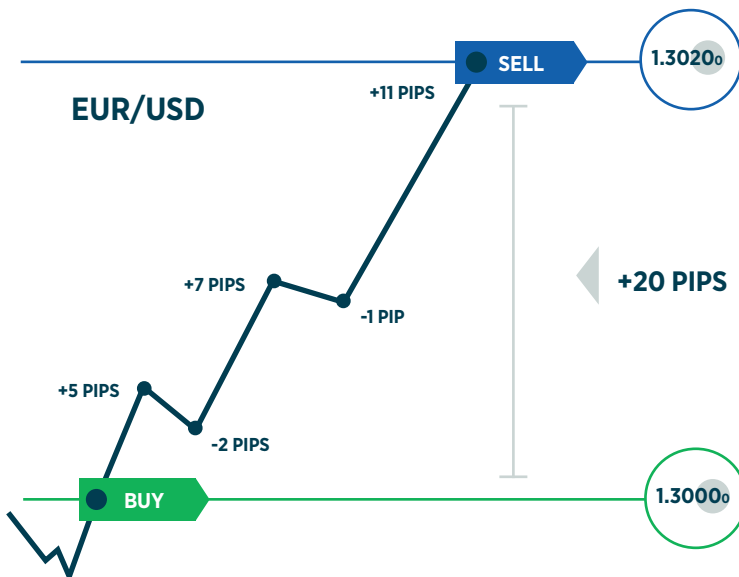 SELL
1.30200
+11 PIPS
EUR/USD
+7 PIPS
+20 PIPS
-1 PIP
+5 PIPS
-2 PIPS
BUY
1.30000